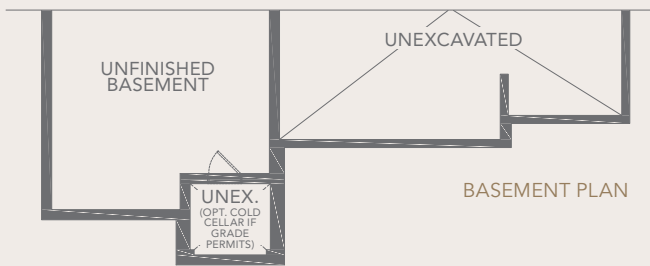 UNEXCAVATED
UNFINISHED
BASEMENT
UNEX.
(OPT. COLD
CELLAR IF
GRADE
PERMITS)
BASEMENT PLAN